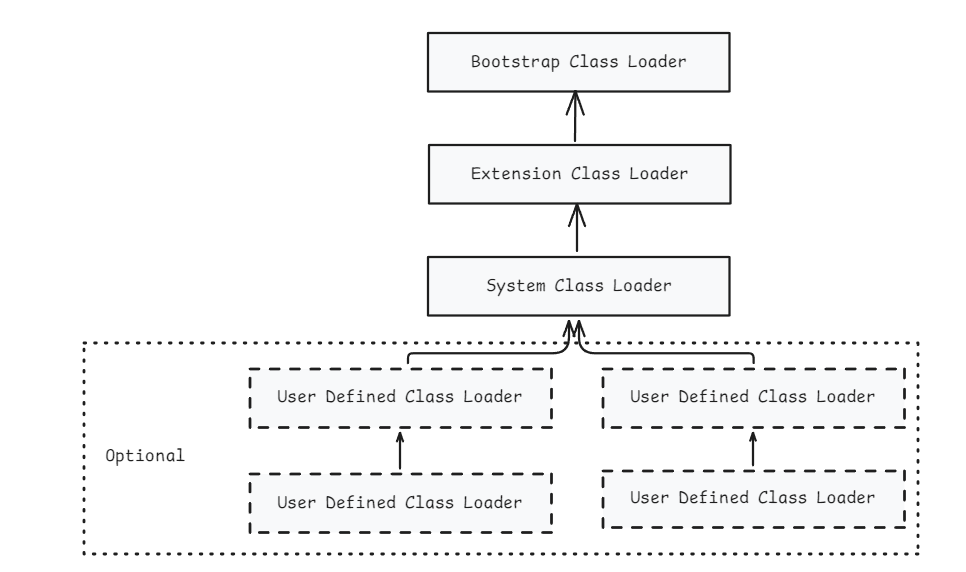 Bootstrap Class Loader
Extension Class Loader
System Class Loader
User Defined Class Loader
User Defined Class Loader
Optional
User Defined Class Loader
User Defined Class Loader